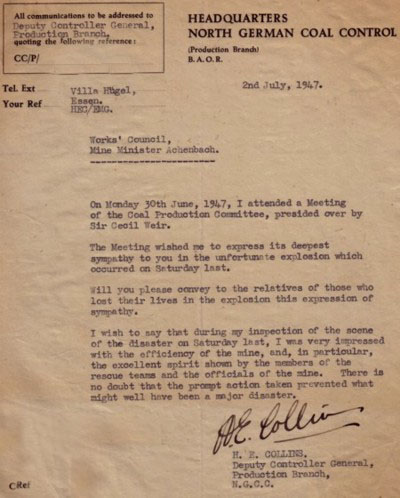 All communications to be addressed to
Deputy Controller General,
Production Branch,
quoting the following reference:
CC/P/
HEADQUARTERS
NORTH GERMAN COAL CONTROL
(Production Branch)
B.A.O.R.
Tel. Ext
Your Ref
Villa Hügel,
Essen.
HEC/EMG.
2nd July, 1947.
Works' Council,
Mine Minister Achenbach.
On Monday 30th June, 1947, I attended a Meeting
of the Coal Production Committee, presided over by
Sir Cecil Weir.
The Meeting wished me to express its deepest
sympathy to you in the unfortunate explosion which
occurred on Saturday last.
Will you please convey to the relatives of those who
lost their lives in the explosion this expression of
sympathy.
I wish to say that during my inspection of the scene
of the disaster on Saturday last, I was very impressed
with the efficiency of the mine, and, in particular,
the excellent spirit shown by the members of the
rescue teams and the officials of the mine. There is
no doubt that the prompt action taken prevented what
might well have been a major disaster.
H.E. Collins
H. E. COLLINS.
Deputy Controller General,
Production Branch,
N.G.C.C.
CRef